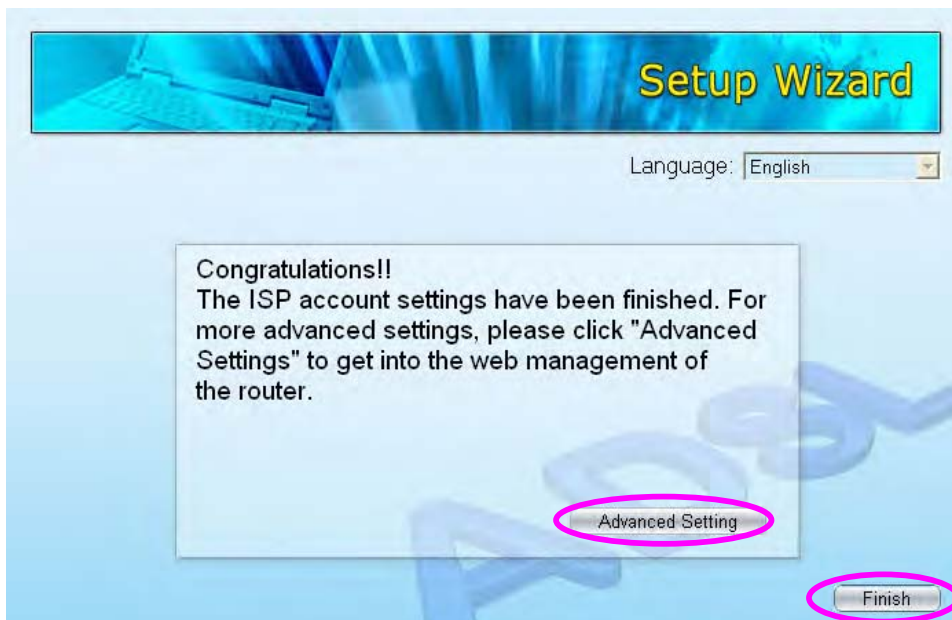 Setup Wizard
Language: English
Congratulations!!
The ISP account settings have been finished. For
more advanced settings, please click "Advanced
Settings" to get into the web management of
the router.
Advanced Setting
Finish
ADSL